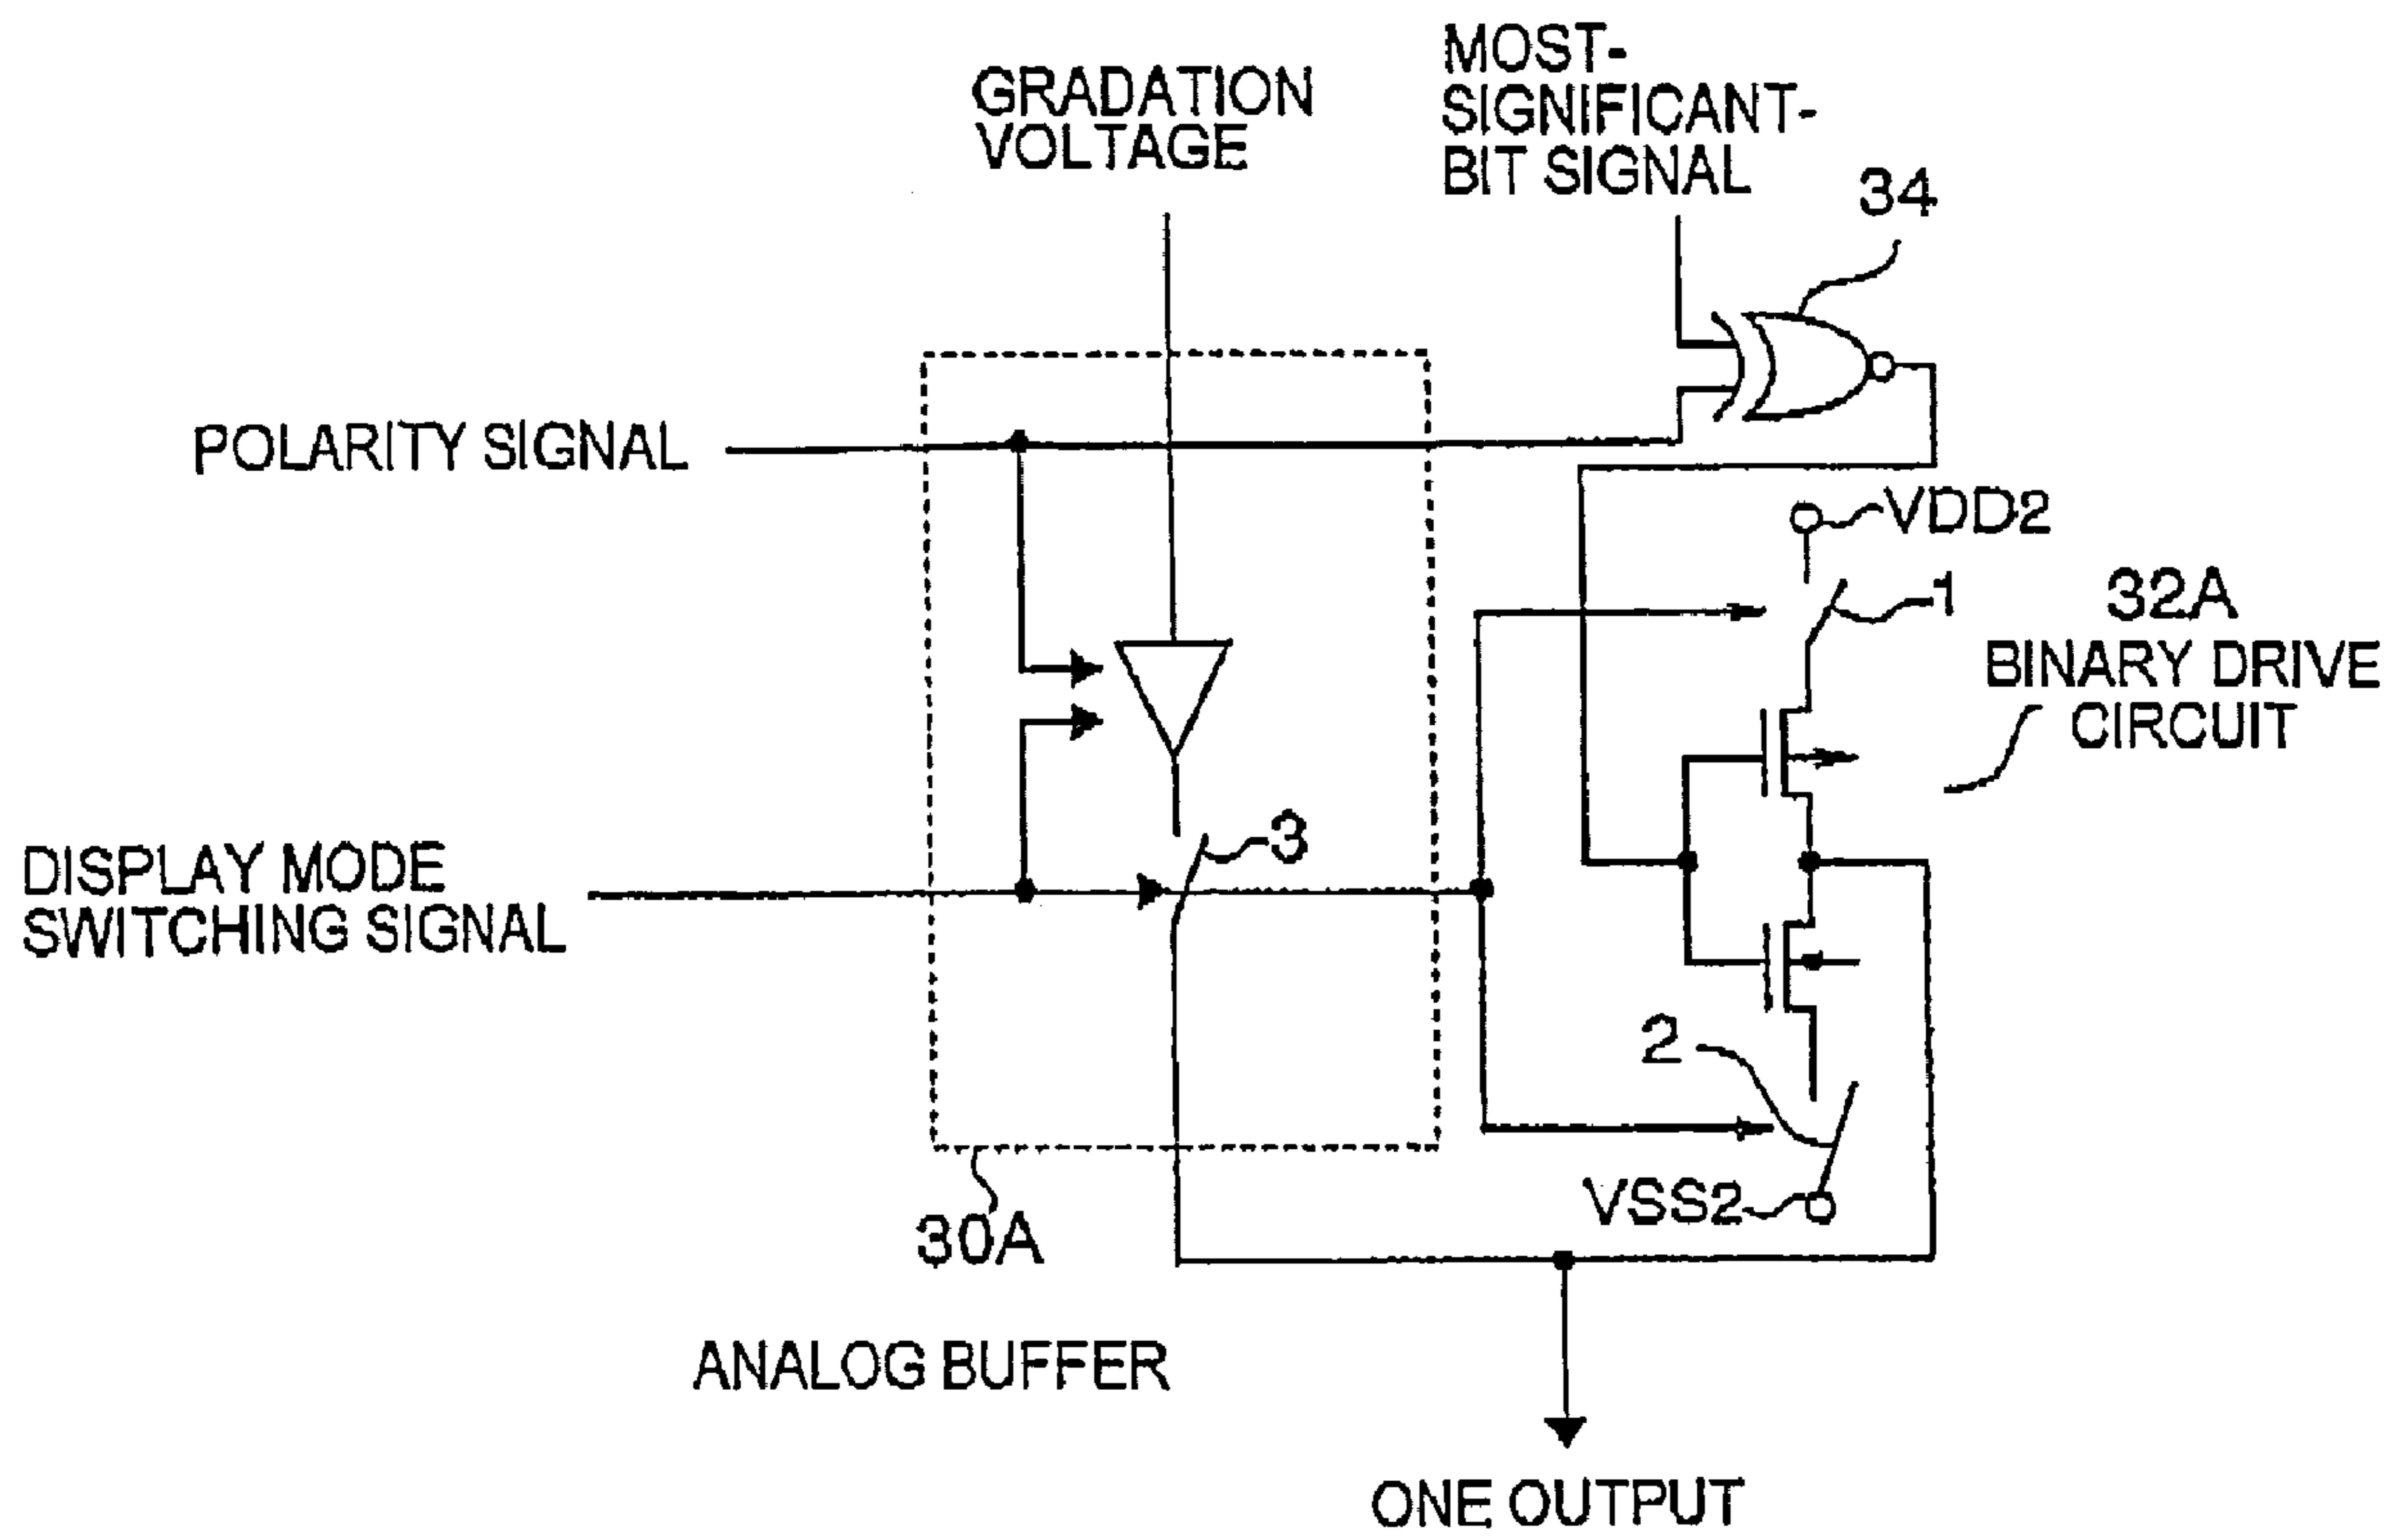 MOST-
SIGNIFICANT-
BIT SIGNAL
GRADATION
VOLTAGE
34
POLARITY SIGNAL
VDD2
1
32A
BINARY DRIVE
CIRCUIT
3
DISPLAY MODE
SWITCHING SIGNAL
2
VSS2
30A
ANALOG BUFFER
ONE OUTPUT